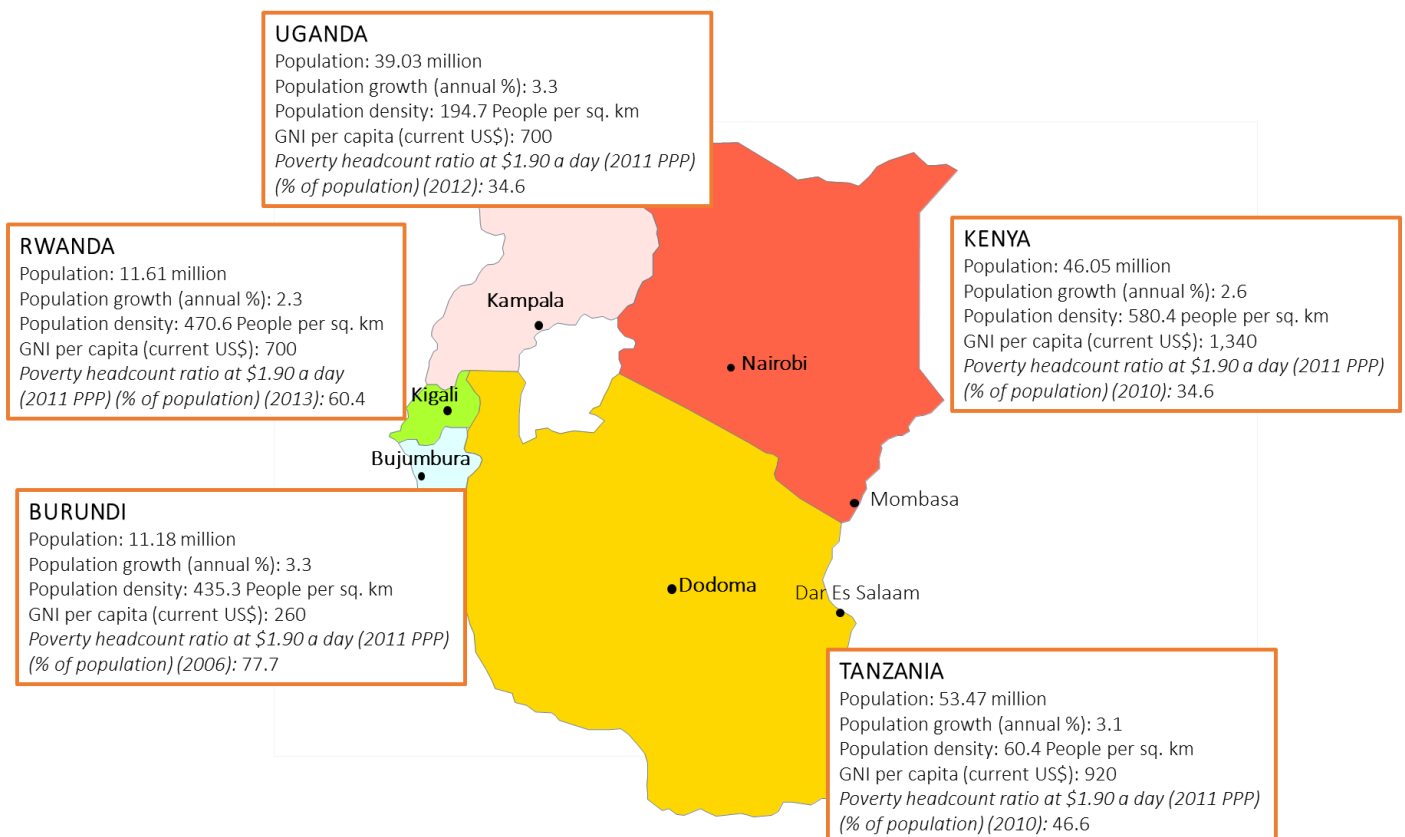 UGANDA
Population: 39.03 million
Population growth (annual %): 3.3
Population density: 194.7 People per sq. km
GNI per capita (current US$): 700
Poverty headcount ratio at $1.90 a day (2011 PPP)
(% of population) (2012): 34.6
RWANDA
Population: 11.61 million
Population growth (annual %): 2.3
Population density: 470.6 People per sq. km
GNI per capita (current US$): 700
Poverty headcount ratio at $1.90 a day
(2011 PPP) (% of population) (2013): 60.4
KENYA
Population: 46.05 million
Population growth (annual %): 2.6
Population density: 580.4 people per sq. km
GNI per capita (current US$): 1,340
Poverty headcount ratio at $1.90 a day (2011 PPP)
(% of population) (2010): 34.6
Kampala
Nairobi
Kigali
Bujumbura
Mombasa
Dodoma
Dar Es Salaam
BURUNDI
Population: 11.18 million
Population growth (annual %): 3.3
Population density: 435.3 People per sq. km
GNI per capita (current US$): 260
Poverty headcount ratio at $1.90 a day (2011 PPP)
(% of population) (2006): 77.7
TANZANIA
Population: 53.47 million
Population growth (annual %): 3.1
Population density: 60.4 People per sq. km
GNI per capita (current US$): 920
Poverty headcount ratio at $1.90 a day (2011 PPP)
(% of population) (2010): 46.6